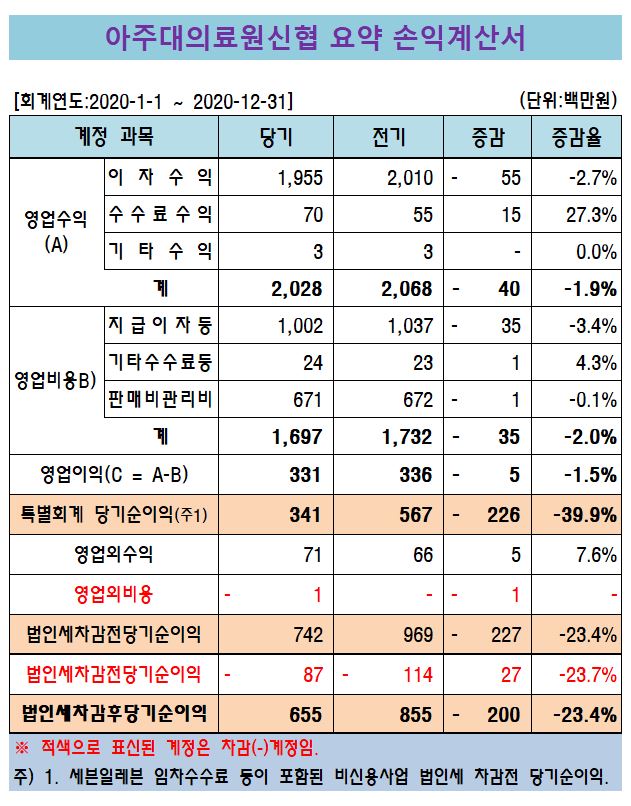 아주대의료원신협 요약 손익계산서
[회계연도:2020-1-1 ~ 2020-12-31] (단위:백만원)
계정 과목 당기 전기 증감 증감율
영업수익(A)
이 자 수 익 1,955 2,010 - 55 -2.7%
수수료수익 70 55 15 27.3%
기 타 수 익 3 3 - 0.0%
계 2,028 2,068 - 40 -1.9%
영업비용B)
지급이자등 1,002 1,037 - 35 -3.4%
기타수수료등 24 23 1 4.3%
판매비관리비 671 672 - 1 -0.1%
계 1,697 1,732 - 35 -2.0%
영업이익(C = A-B) 331 336 - 5 -1.5%
특별회계 당기순이익(주1) 341 567 - 226 -39.9%
영업외수익 71 66 5 7.6%
영업외비용 - 1 - - 1 -
법인세차감전당기순이익 742 969 - 227 -23.4%
법인세차감전당기순이익 - 87 - 114 27 -23.7%
법인세차감후당기순이익 655 855 - 200 -23.4%
※ 적색으로 표신된 계정은 차감(-)계정임.
주) 1. 세븐일레븐 임차수수료 등이 포함된 비신용사업 법인세 차감전 당기순이익.